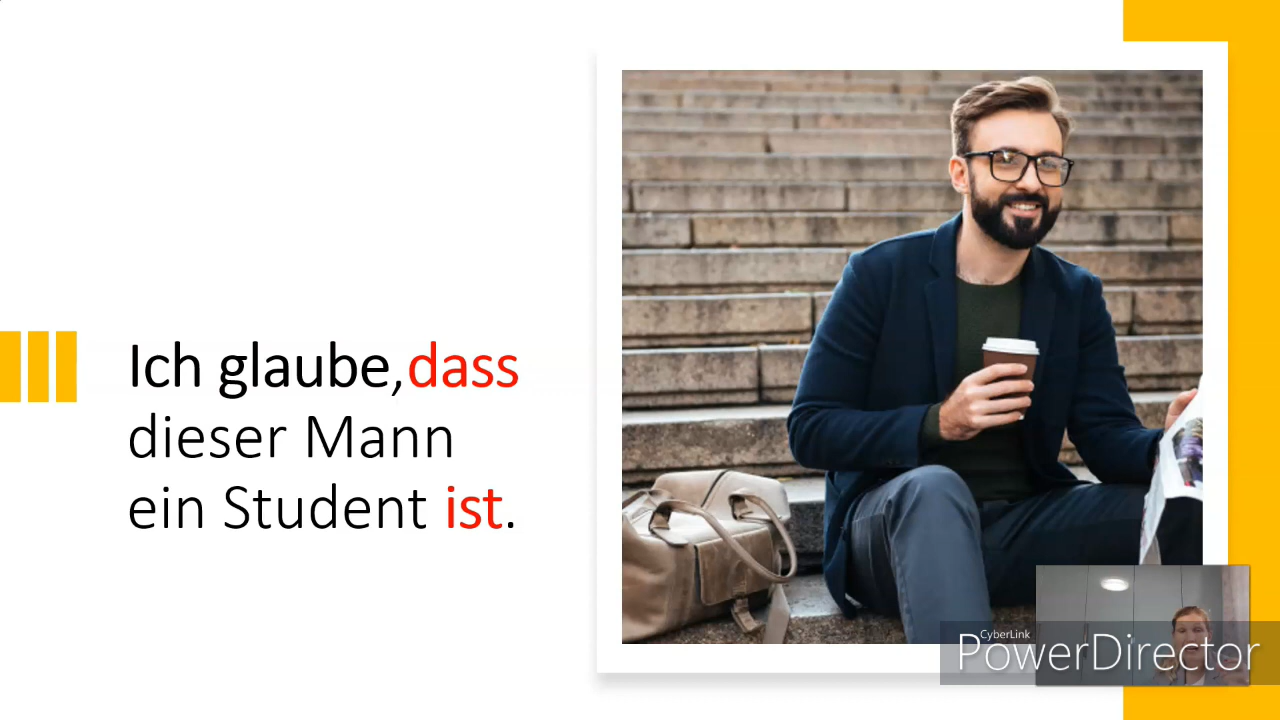 Ich glaube,dass
dieser Mann
ein Student ist.
CyberLink
PowerDirector